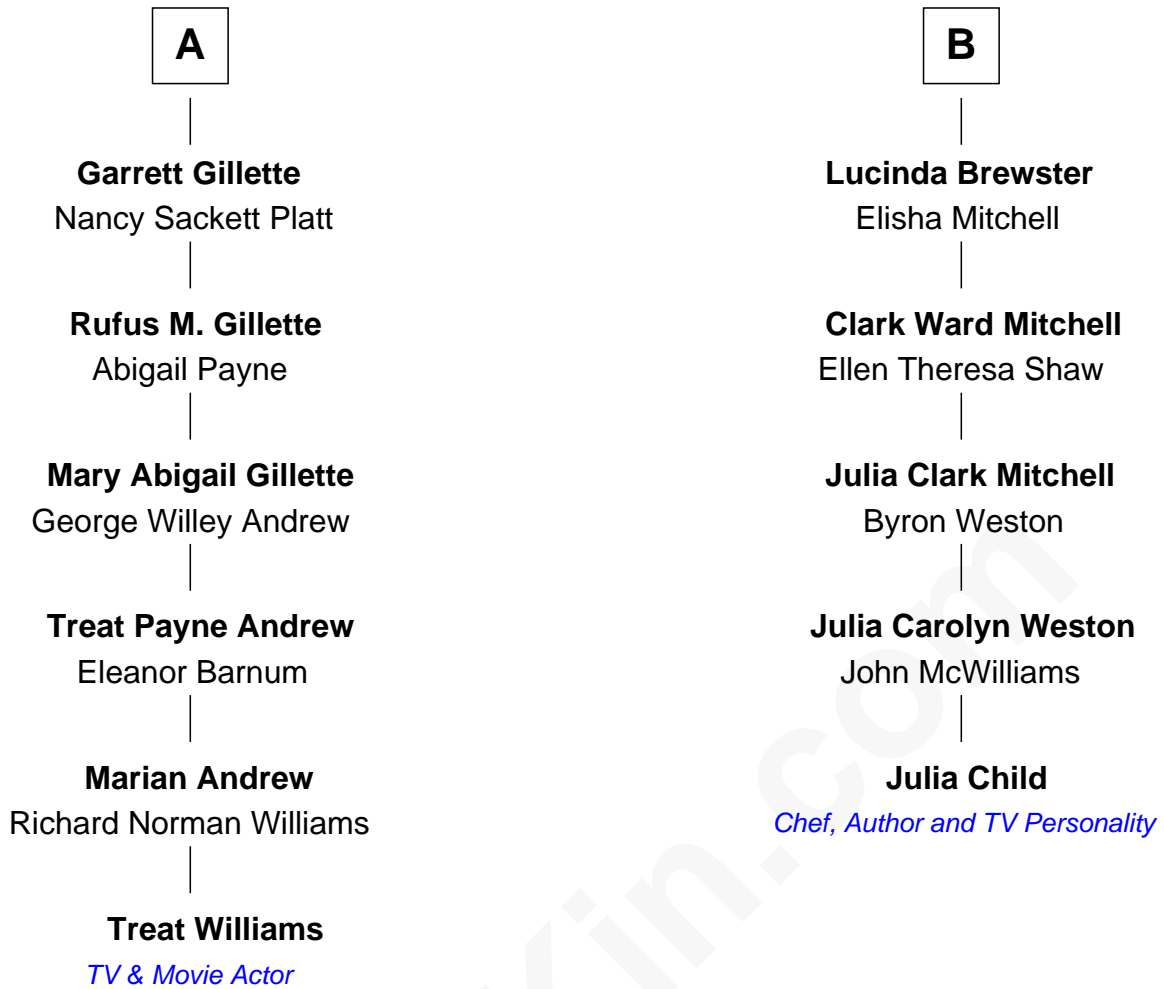 A
Garrett Gillette
Nancy Sackett Platt
Rufus M. Gillette
Abigail Payne
Mary Abigail Gillette
George Willey Andrew
Treat Payne Andrew
Eleanor Barnum
Marian Andrew
Richard Norman Williams
Treat Williams
TV & Movie Actor
B
Lucinda Brewster
Elisha Mitchell
Clark Ward Mitchell
Ellen Theresa Shaw
Julia Clark Mitchell
Byron Weston
Julia Carolyn Weston
John McWilliams
Julia Child
Chef, Author and TV Personality
Kin.com